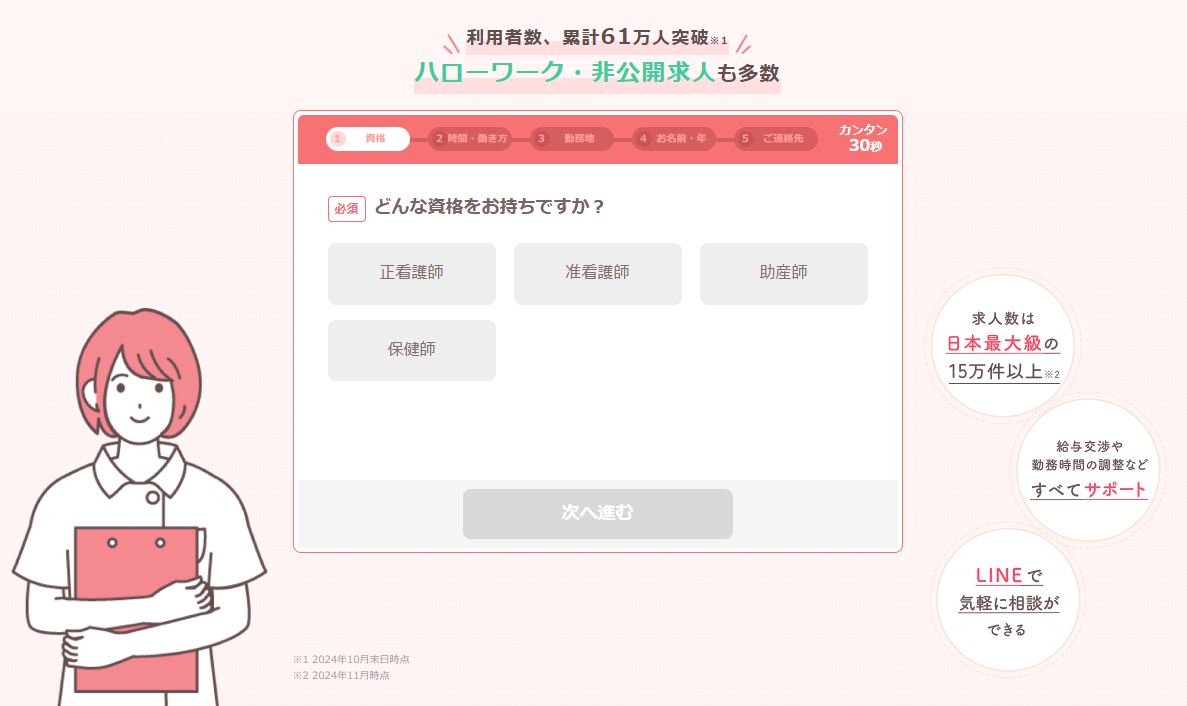 利用者数、累計61万人突破※1
ハローワーク・非公開求人も多数
1 資格 2 時間・働き方 3 勤務地 4 お名前・年 5 ご連絡先
カンタン
30秒
必須 どんな資格をお持ちですか？
正看護師 准看護師 助産師
保健師
次へ進む
求人数は
日本最大級の
15万件以上※2
給与交渉や
勤務時間の調整など
すべてサポート
LINEで
気軽に相談が
できる
※1 2024年10月末日時点
※2 2024年11月時点